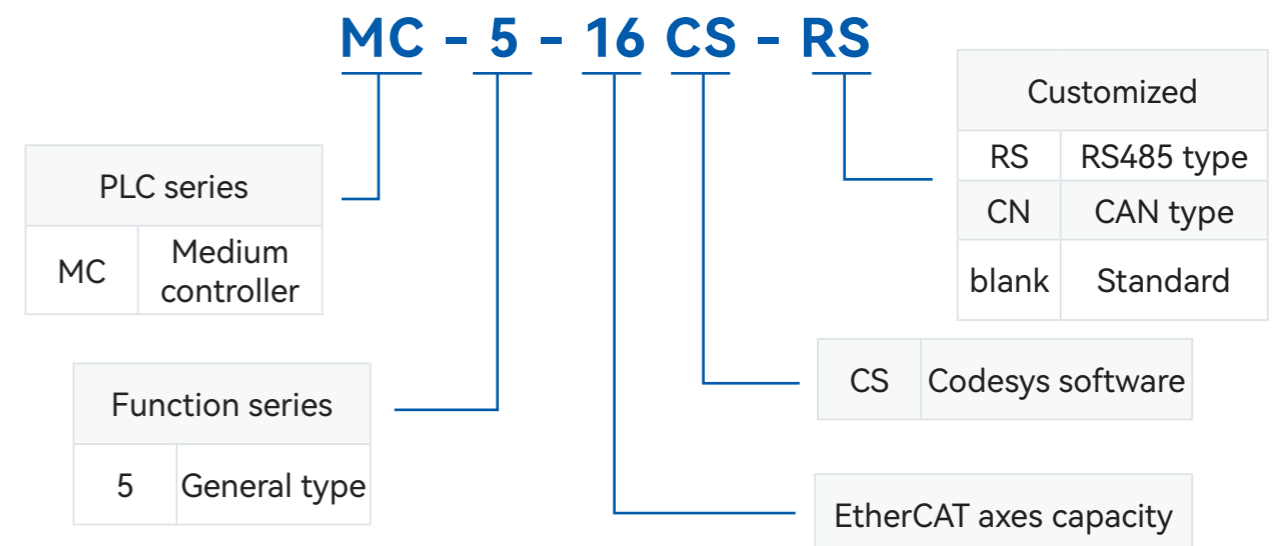 MC - 5 - 16 CS - RS
PLC series
MC
Medium
controller
Function series
5
General type
Customized
RS
RS485 type
CN
CAN type
blank
Standard
CS
Codesys software
EtherCAT axes capacity